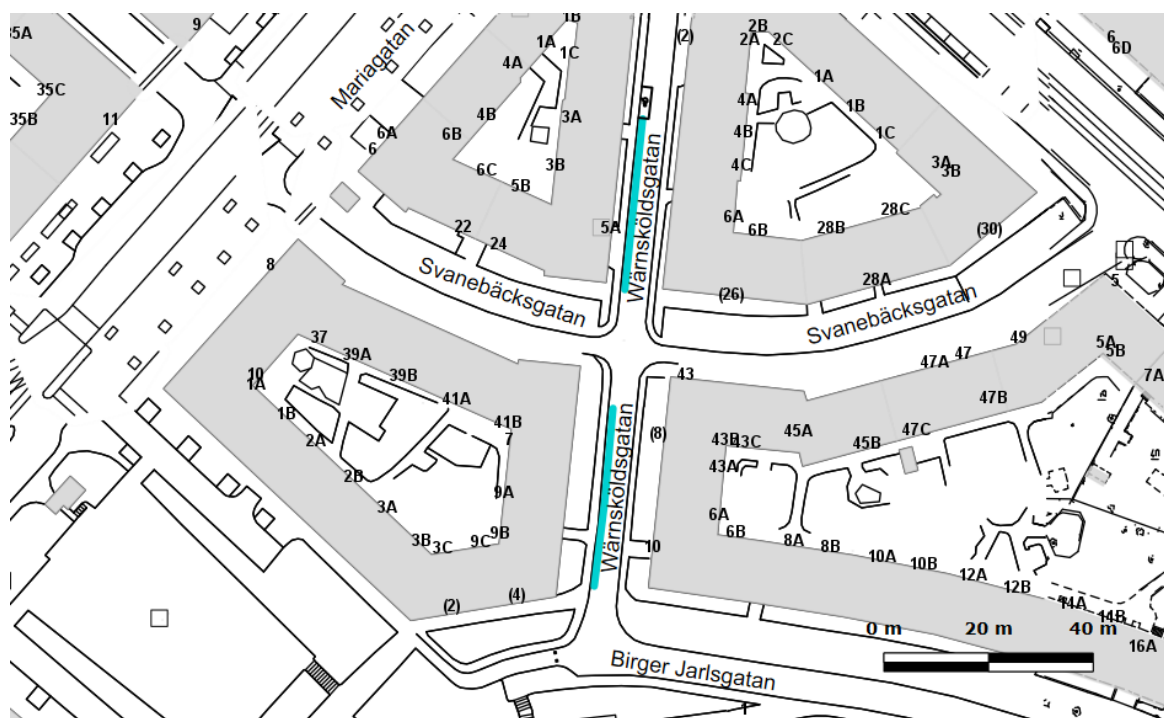 1B
9
(2)
2B
6
35A
1A
2A
2C
6D
1C
4A
35C
Mariagatan
1A
4A
1B
4B
35B
11
3A
6A
6B
4B
1C
6
3B
4C
3A
3B
6C
5B
Wärnsköldsgatan
28C
6A
22
5A
28B
(30)
24
6B
8
Svanebäcksgatan
28A
5
(26)
Svanebäcksgatan
37
49
39A
5A
47
47A
5B
10
39B
43
7A
1A
41A
47B
1B
41B
Wärnsköldsgatan
(8)
45A
47C
2A
7
43B
43C
45B
43A
2B
9A
3A
6A
9B
6B
3B
9C
8A
3C
10
8B
10A
10B
12A
12B
(2)
(4)
14A
14B
0 m
20 m
40 m
16A
Birger Jarlsgatan